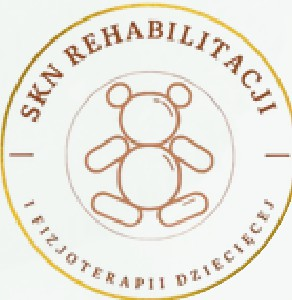 SKN REHABILITACJI
I FIZJOTERAPII DZIECIĘCEJ